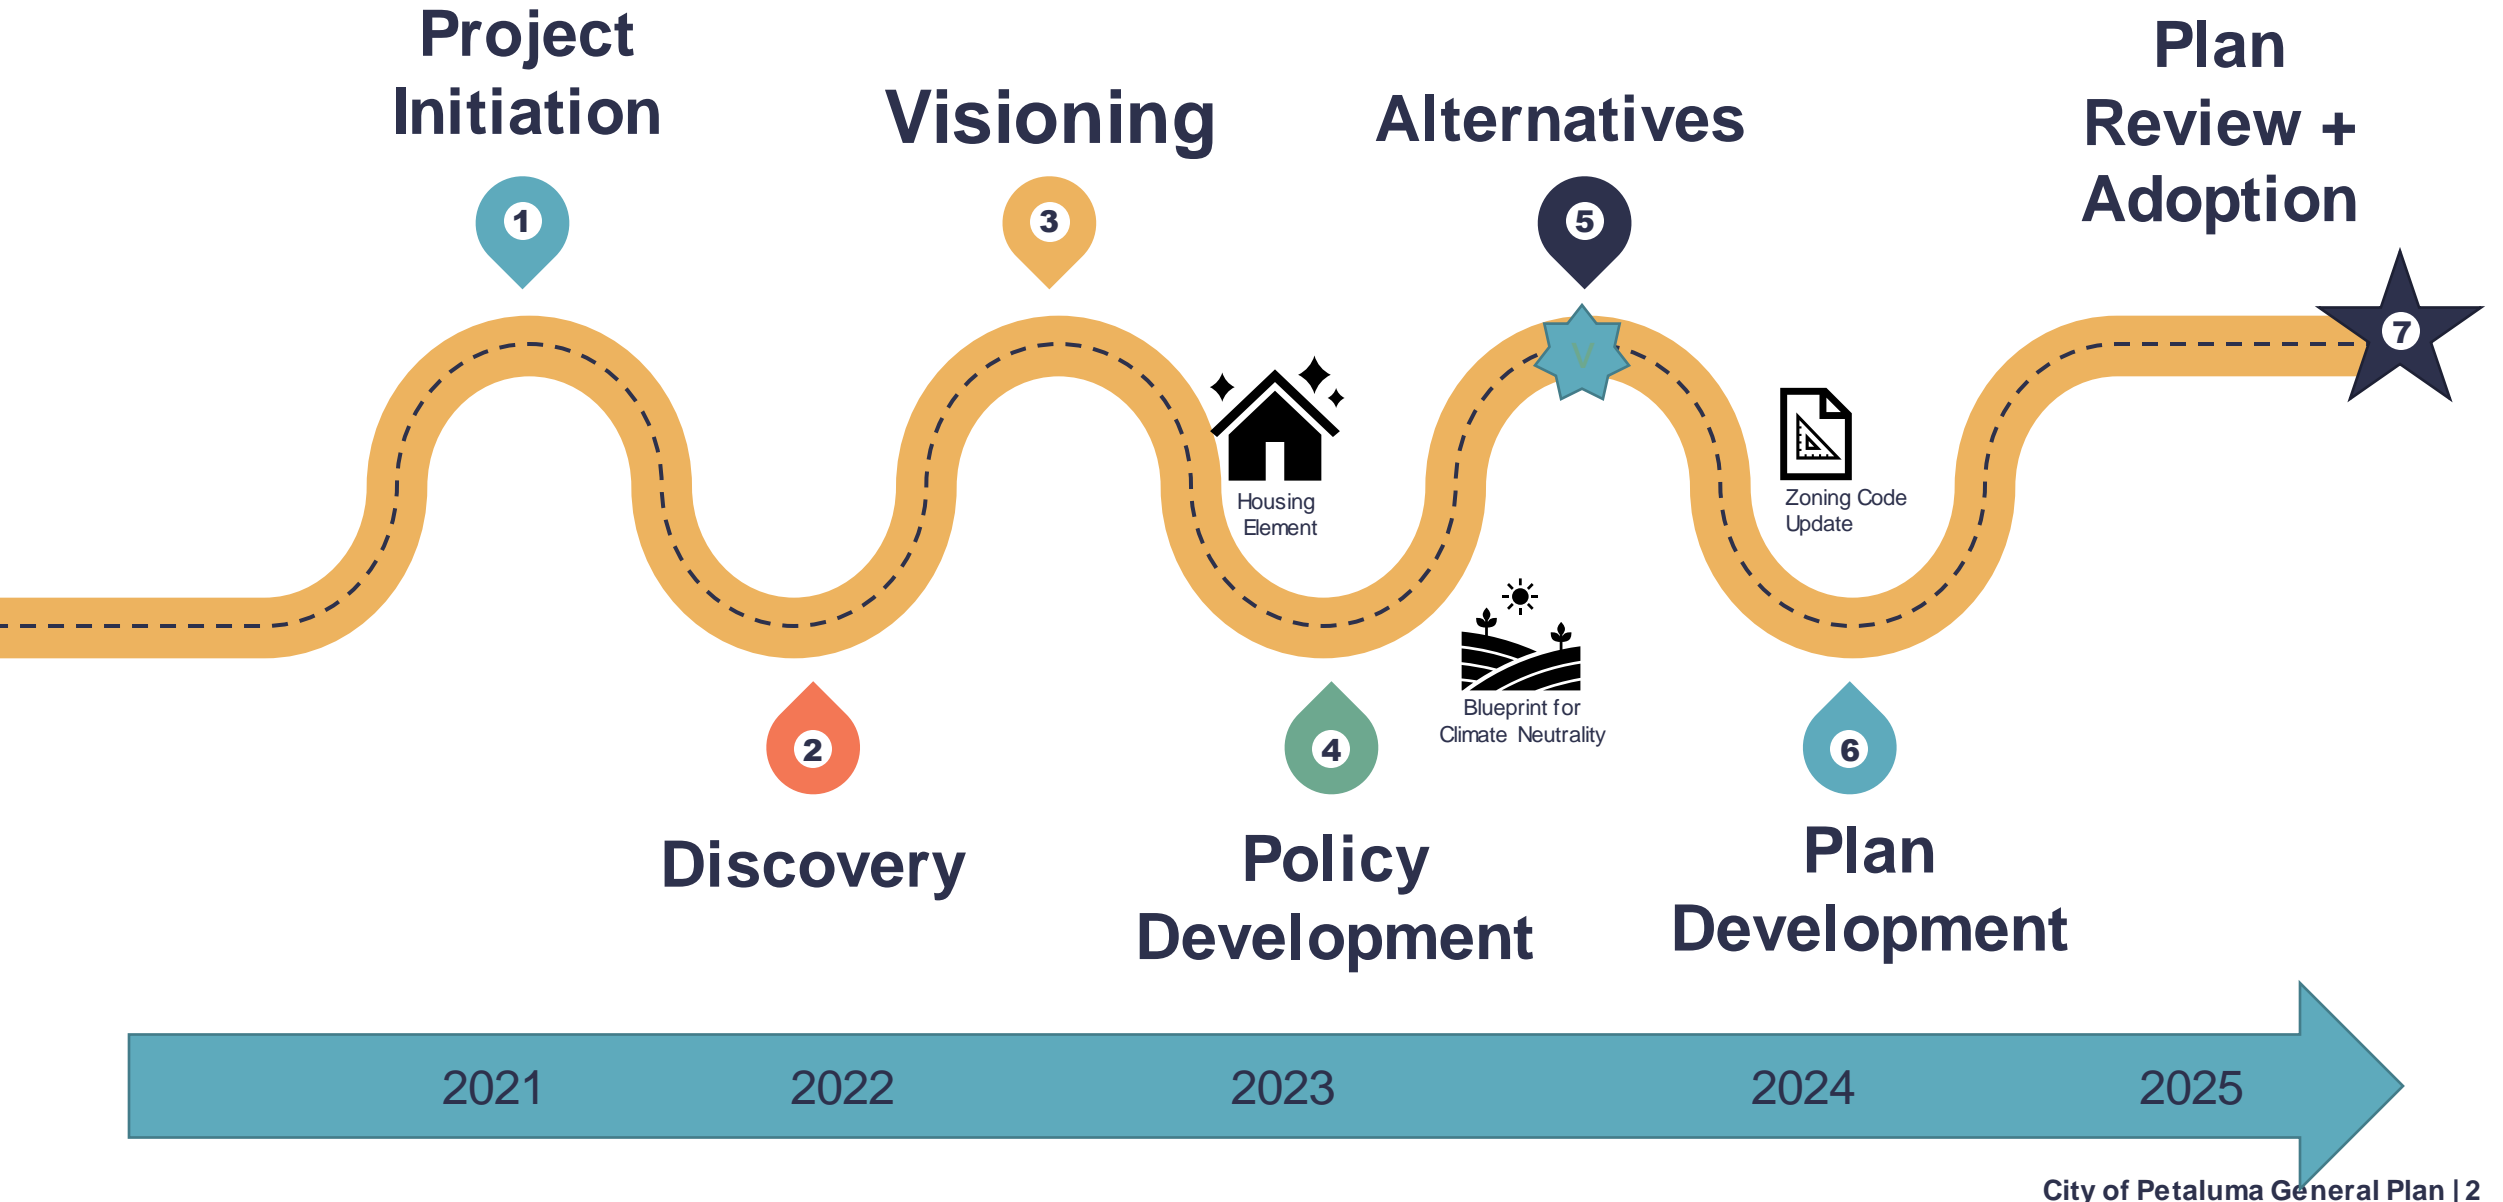 Project
Initiation
1
Discovery
2
Visioning
3
Housing
Element
Policy
Development
4
Blueprint for
Climate Neutrality
Alternatives
5
V
Zoning Code
Update
Plan
Development
6
Plan
Review +
Adoption
7
2021
2022
2023
2024
2025
City of Petaluma General Plan | 2